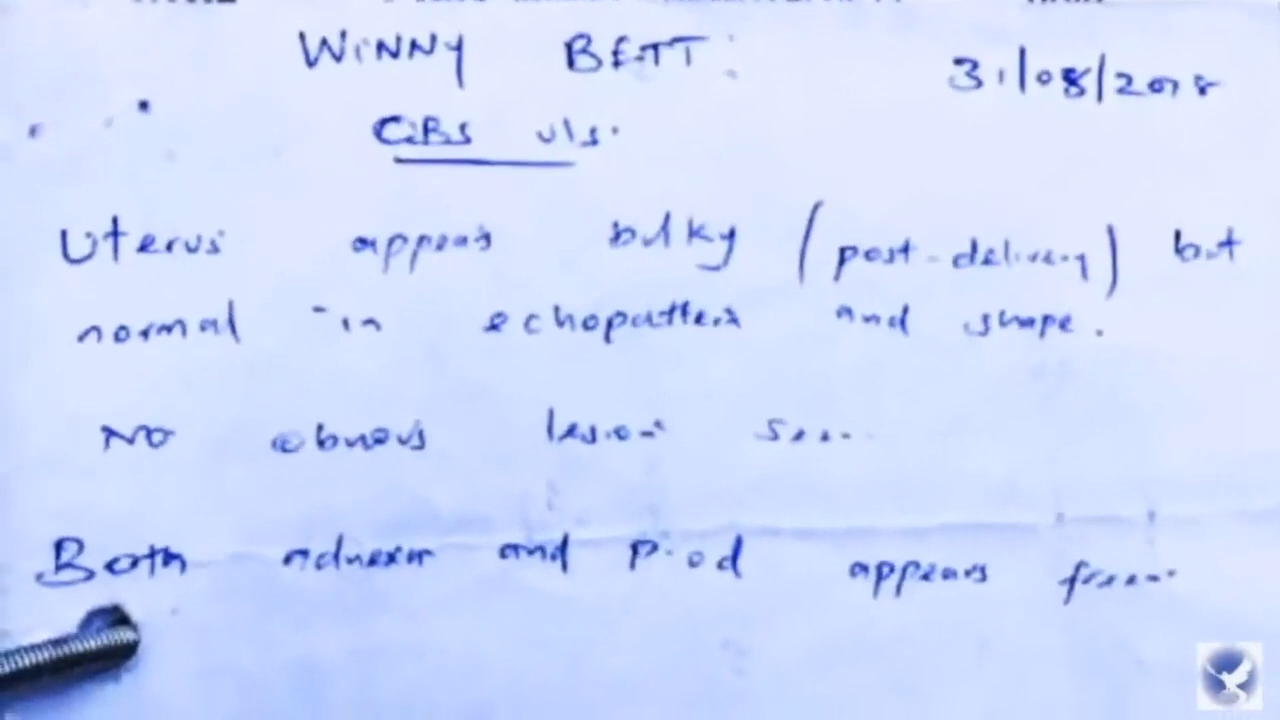 WINNY BETT:
31/08/2018
OBS u/s.
Uterus appears bulky (post-delivery) but
normal - in echopattern and shape.
No obvious lesion seen.
Both adnexa and P.O.D appears free.